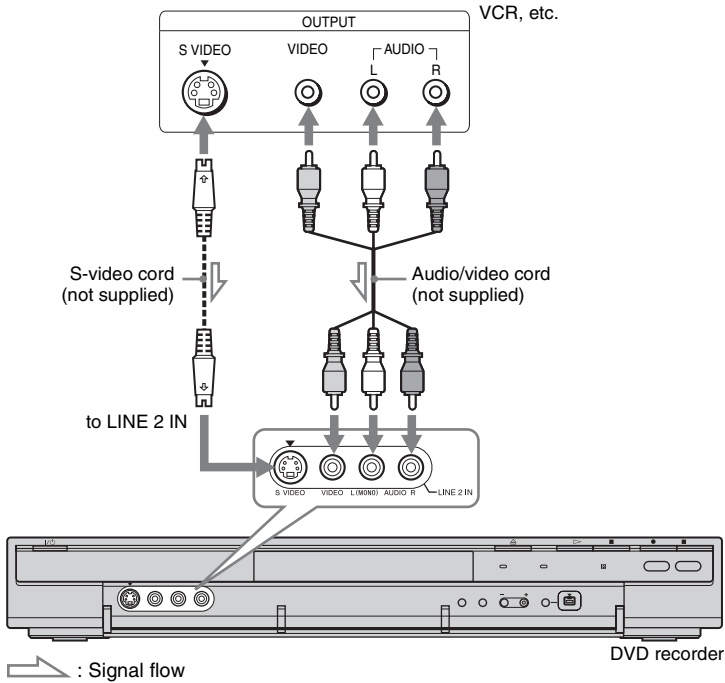 VCR, etc.
OUTPUT
S VIDEO
VIDEO
AUDIO
L
R
S-video cord
(not supplied)
Audio/video cord
(not supplied)
to LINE 2 IN
S VIDEO
VIDEO
L (MONO) AUDIO R
LINE 2 IN
DVD recorder
: Signal flow